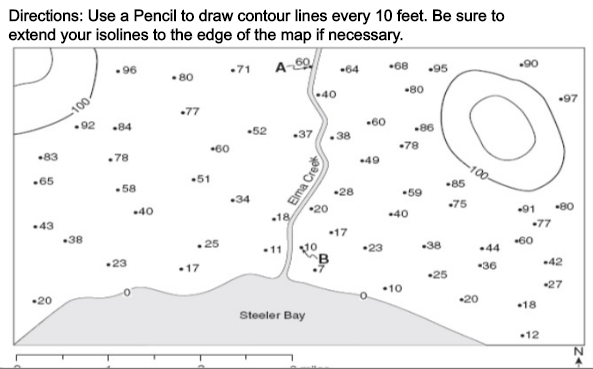 Directions: Use a Pencil to draw contour lines every 10 feet. Be sure to
extend your isolines to the edge of the map if necessary.
•96 •80 •71 A 60 •64 •68 •95 •90
•40 •80 •97
100
•77
•92 •84 •52 •37 •38 •60 •86
•60 •78
•83 •78 •49
100
•65 •58 •51 Elma Creek •28 •59 •85
•34 •75
•40 •18 •20 •40 •91 •80
•77
•43 •17
•38 •25 •11 •10 •23 •38 •44 •60
B
•23 •17 •7 •25 •36 •42
•27
0 0 •10
•20 •20 •18
Steeler Bay
•12
N